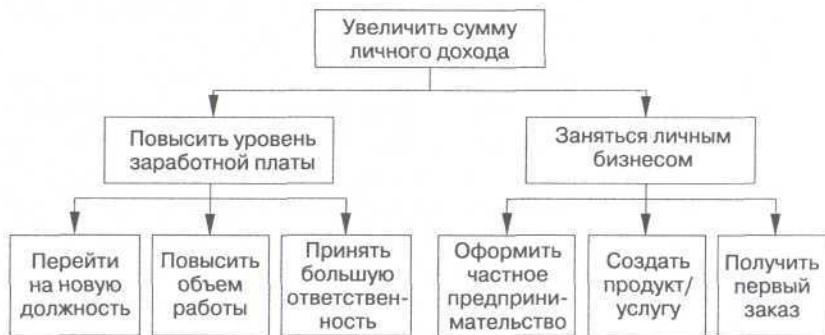 Увеличить сумму
личного дохода
Повысить уровень
заработной платы
Заняться личным
бизнесом
Перейти
на новую
должность
Повысить
объем
работы
Принять
большую
ответствен-
ность
Оформить
частное
предприни-
мательство
Создать
продукт/
услугу
Получить
первый
заказ